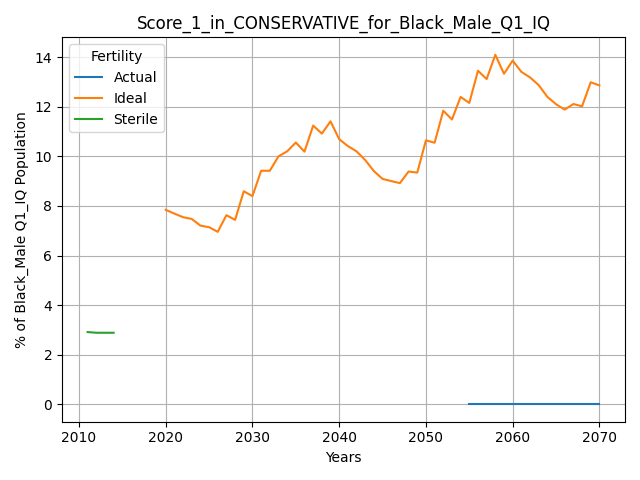 Score_1_in_CONSERVATIVE_for_Black_Male_Q1_IQ
Fertility
Actual
Ideal
Sterile
% of Black_Male Q1_IQ Population
14
12
10
8
6
4
2
0
2010 2020 2030 2040 2050 2060 2070
Years